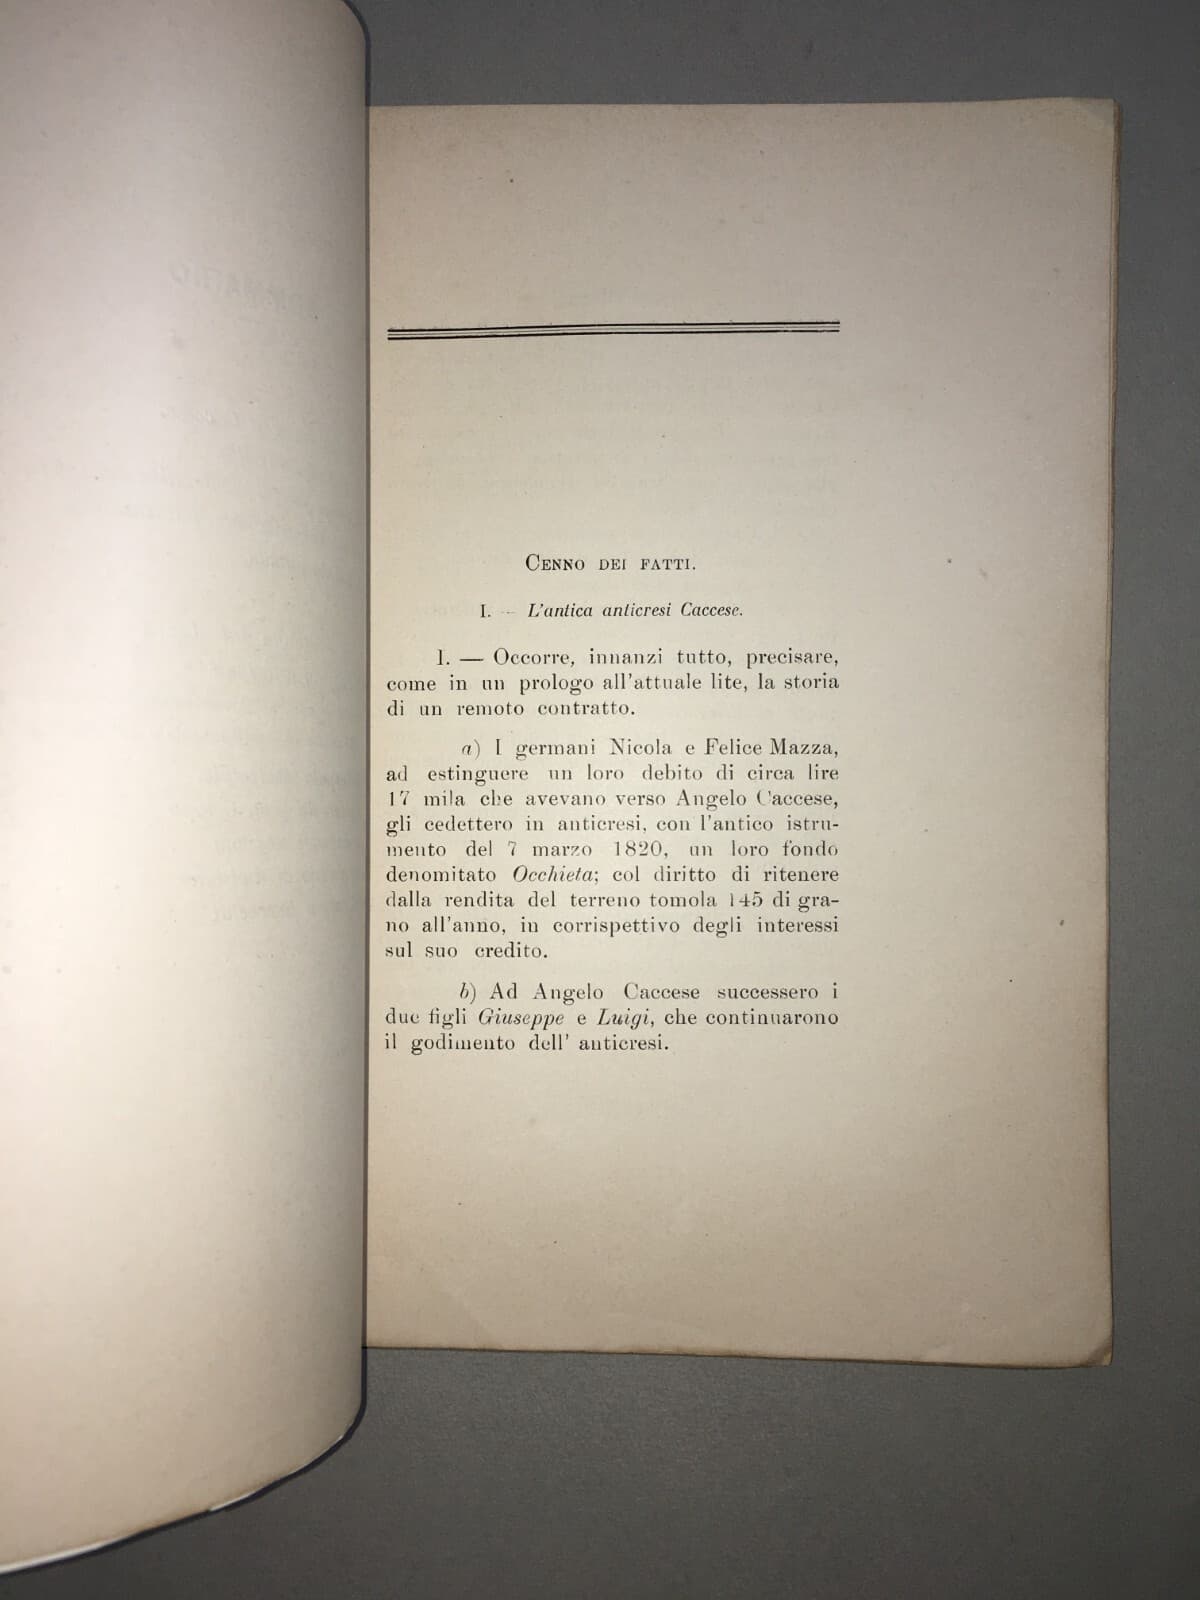 CENNO DEI FATTI.
I. — L'antica anticresi Caccese.
I. — Occorre, innanzi tutto, precisare,
come in un prologo all'attuale lite, la storia
di un remoto contratto.
a) I germani Nicola e Felice Mazza,
ad estinguere un loro debito di circa lire
17 mila che avevano verso Angelo Caccese,
gli cedettero in anticresi, con l'antico istru-
mento del 7 marzo 1820, un loro fondo
denomitato Occhieta; col diritto di ritenere
dalla rendita del terreno tomola 145 di gra-
no all'anno, in corrispettivo degli interessi
sul suo credito.
b) Ad Angelo Caccese successero i
due figli Giuseppe e Luigi, che continuarono
il godimento dell' anticresi.